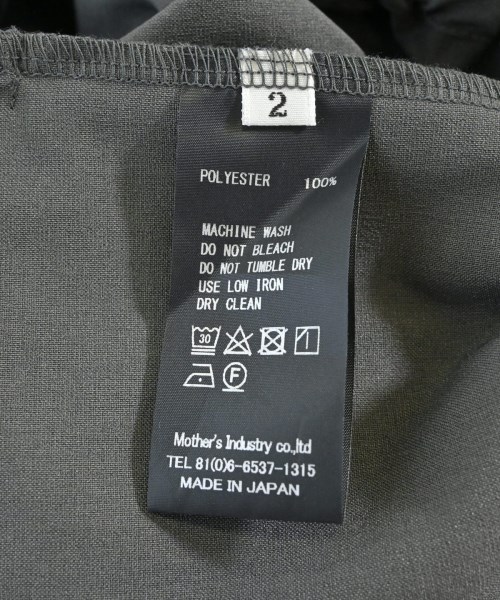 2
POLYESTER 100%
MACHINE WASH
DO NOT BLEACH
DO NOT TUMBLE DRY
USE LOW IRON
DRY CLEAN
30
F
Mother's Industry co.,ltd
TEL 81(0)6-6537-1315
MADE IN JAPAN